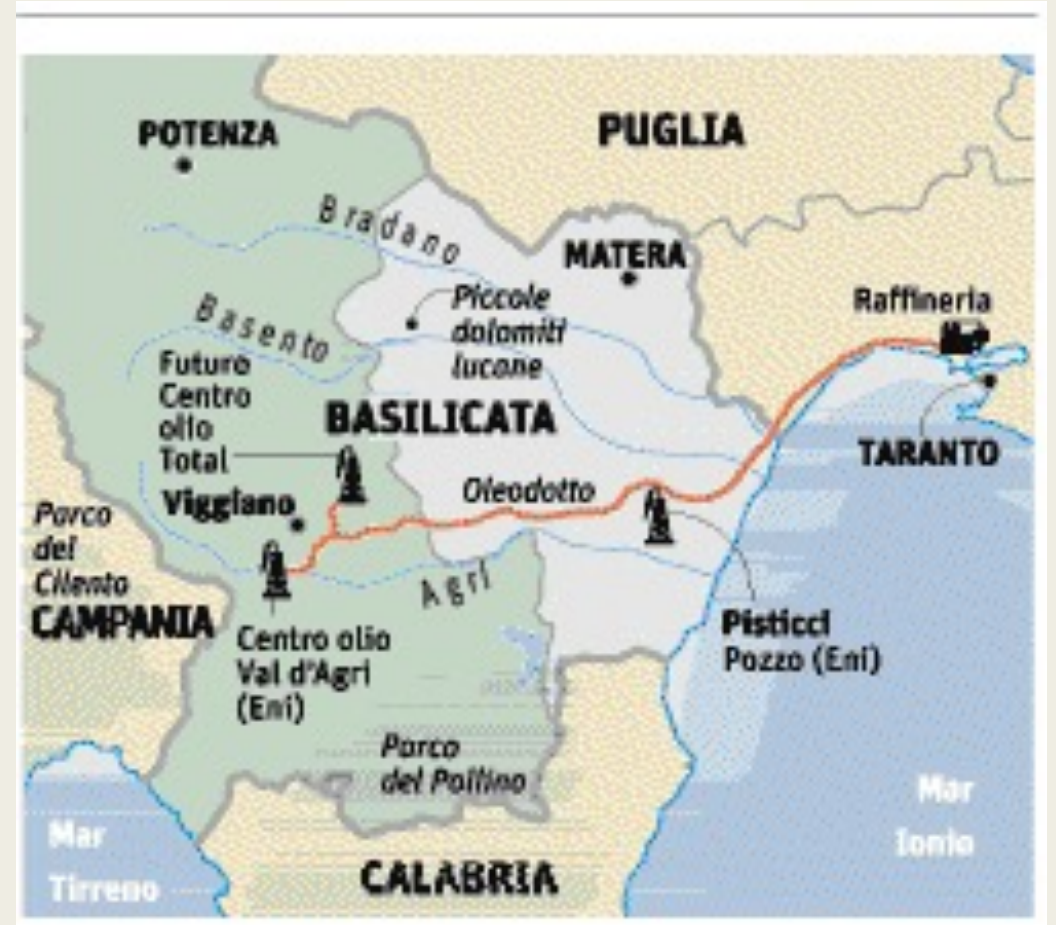 POTENZA
PUGLIA
Bradano
MATERA
Piccole
dolomiti
lucane
Raffineria
Basento
Futuro
Centro
olio
Total
BASILICATA
TARANTO
Viggiano
Oleodotto
Parco
del
Cilento
CAMPANIA
Agri
Centro olio
Val d'Agri
(Eni)
Pisticci
Pozzo (Eni)
Parco
del Pollino
Mar
Ionio
Mar
Tirreno
CALABRIA